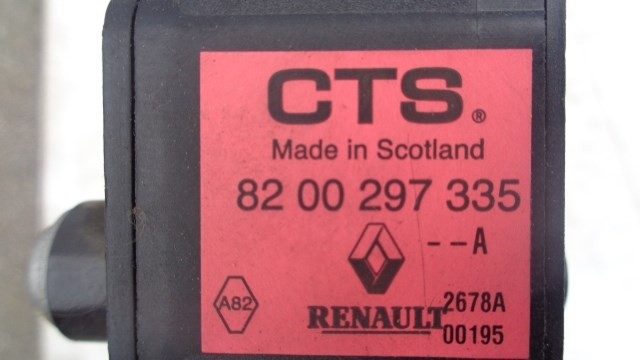 CTS®
Made in Scotland
82 00 297 335
--A
A82
RENAULT
2678A
00195